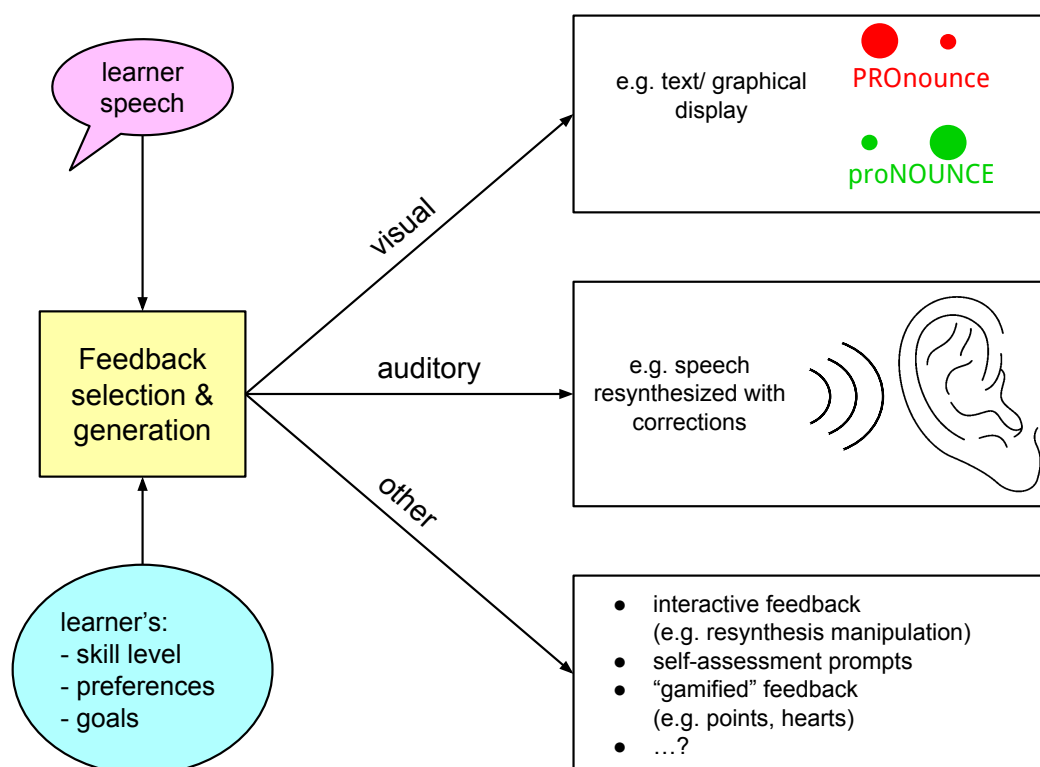 learner
speech
Feedback
selection &
generation
learner’s:
- skill level
- preferences
- goals
visual
auditory
other
e.g. text/ graphical
display
PROnounce
proNOUNCE
e.g. speech
resynthesized with
corrections
● interactive feedback
(e.g. resynthesis manipulation)
● self-assessment prompts
● “gamified” feedback
(e.g. points, hearts)
● …?